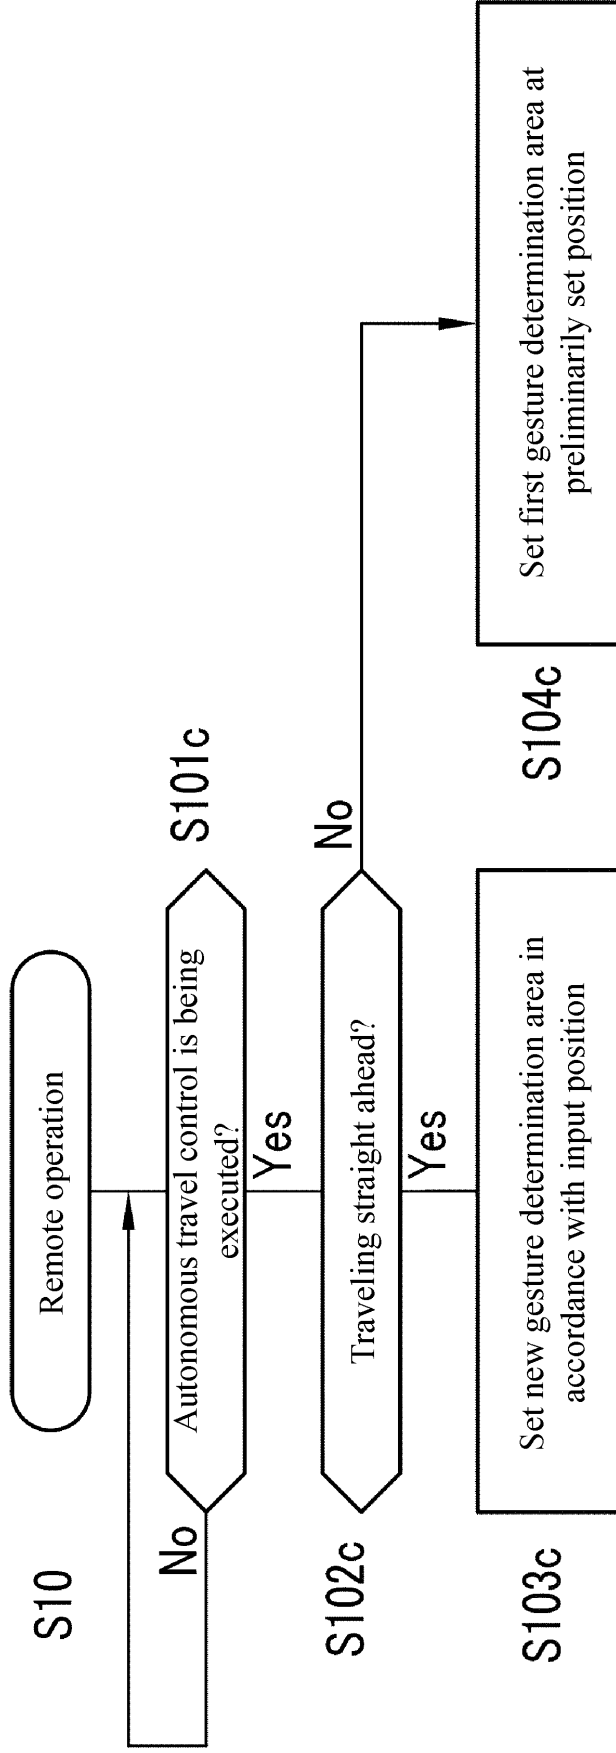 S10
Remote operation
Autonomous travel control is being
executed?
S101c
No
Yes
S102c
Traveling straight ahead?
No
Yes
S103c
Set new gesture determination area in
accordance with input position
S104c
Set first gesture determination area at
preliminarily set position